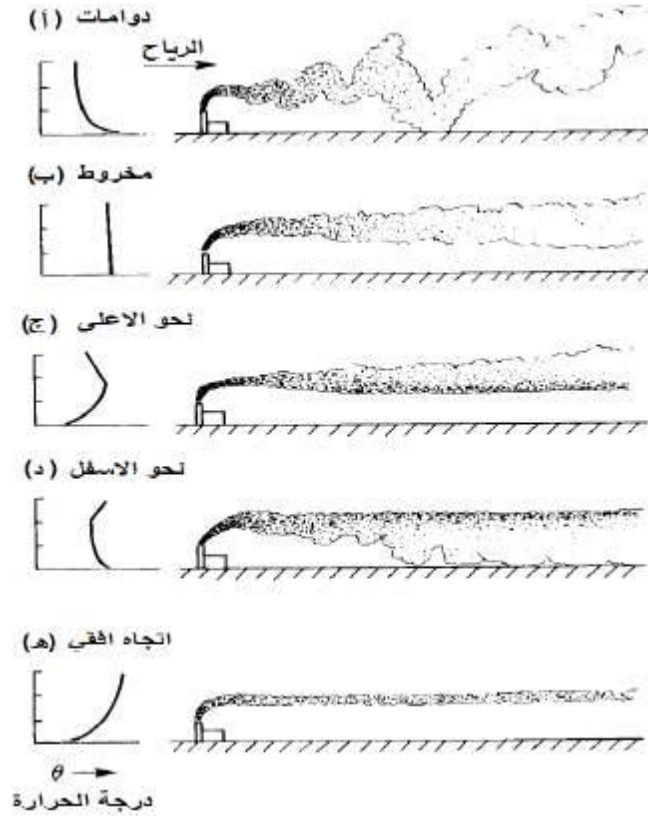 دوامات (أ)
الرياح
مخروط (ب)
نحو الاعلى (ج)
نحو الاسفل (د)
اتجاه افقي (هـ)
θ
درجة الحرارة